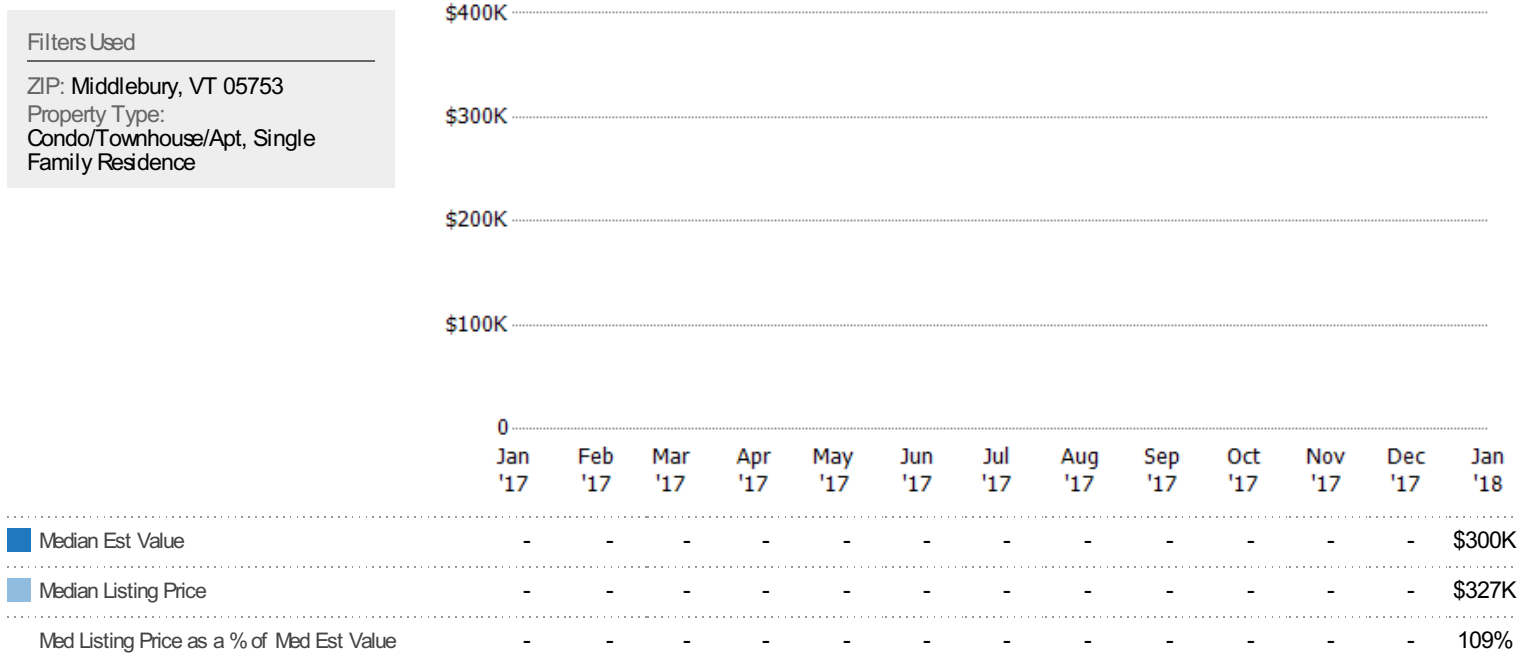 Filters Used
ZIP: Middlebury, VT 05753
Property Type:
Condo/Townhouse/Apt, Single
Family Residence
$400K
$300K
$200K
$100K
0
Jan Feb Mar Apr May Jun Jul Aug Sep Oct Nov Dec Jan
'17 '17 '17 '17 '17 '17 '17 '17 '17 '17 '17 '17 '18
Median Est Value - - - - - - - - - - - - $300K
Median Listing Price - - - - - - - - - - - - $327K
Med Listing Price as a % of Med Est Value - - - - - - - - - - - - 109%